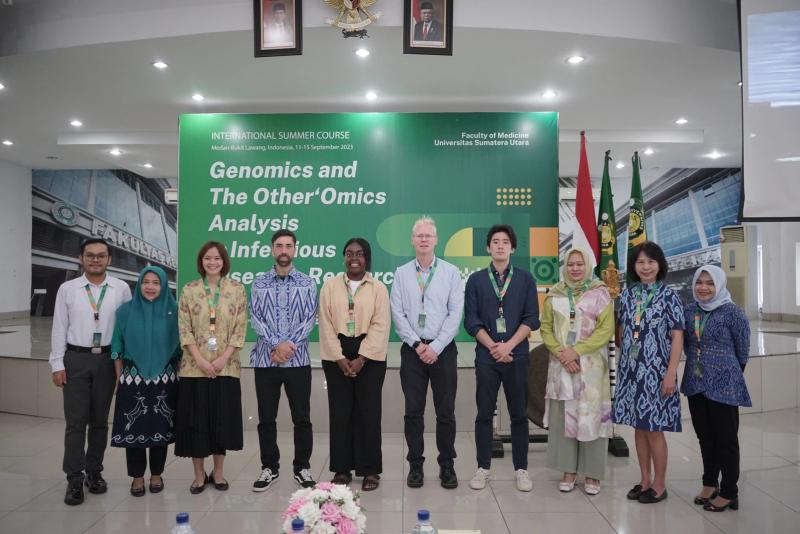 INTERNATIONAL SUMMER COURSE
Medan-Bukit Lawang, Indonesia, 11-15 September 2023
Faculty of Medicine
Universitas Sumatera Utara
Genomics and
The Other'Omics
Analysis
FAKULTAS